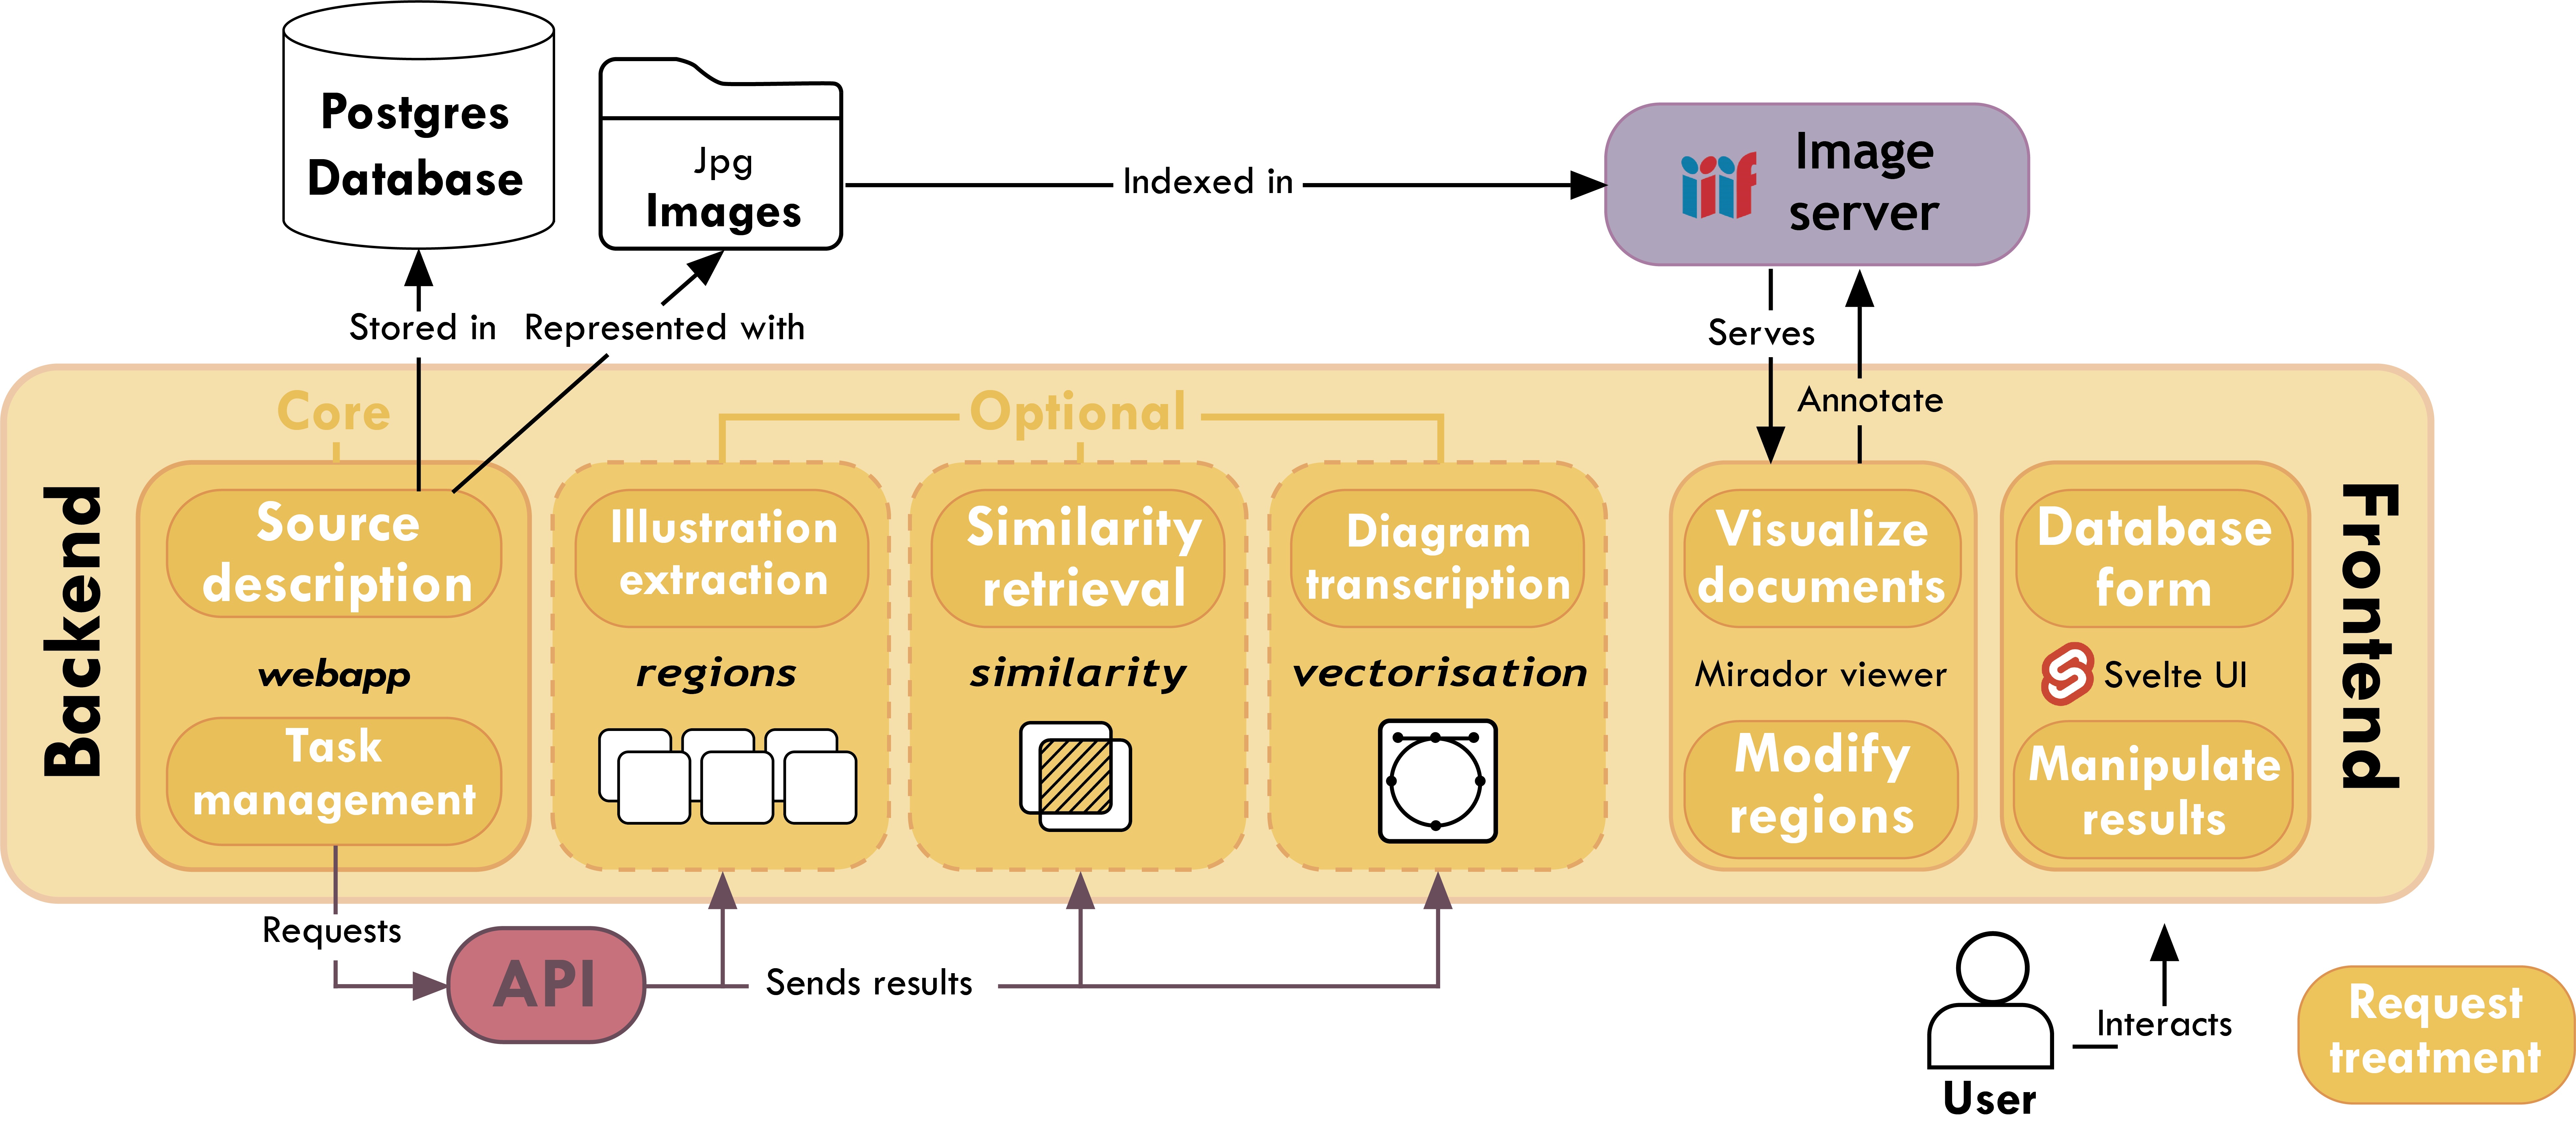 Postgres
Database
Jpg
Images
Indexed in
iiif
Image
server
Stored in
Represented with
Serves
Annotate
Core
Optional
Backend
Source
description
webapp
Task
management
Illustration
extraction
regions
Similarity
retrieval
similarity
Diagram
transcription
vectorisation
Visualize
documents
Mirador viewer
Modify
regions
Database
form
Svelte UI
Manipulate
results
Frontend
Requests
API
Sends results
Interacts
User
Request
treatment